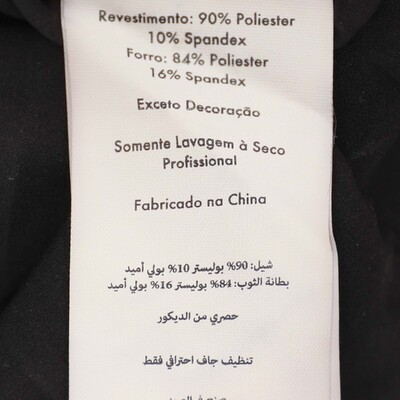 Revestimento: 90% Poliester
10% Spandex
Forro: 84% Poliester
16% Spandex
Exceto Decoração
Somente Lavagem à Seco
Profissional
Fabricado na China
شيل: 90% بوليستر 10% بولي أميد
بطانة الثوب: 84% بوليستر 16% بولي أميد
حصري من الديكور
تنظيف جاف احترافي فقط